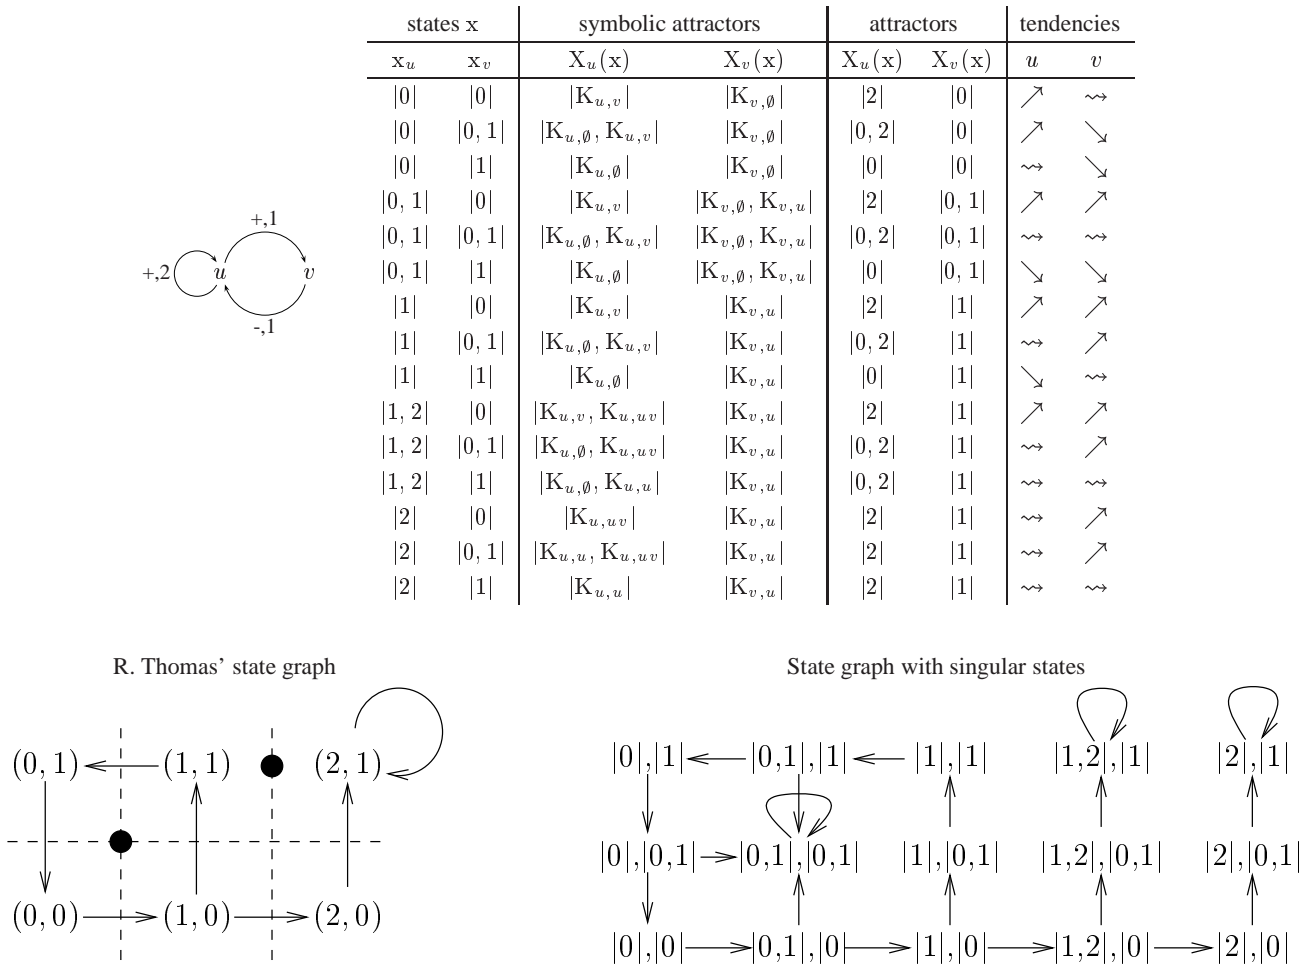 states x symbolic attractors attractors tendencies
x_u x_v X_u(x) X_v(x) X_u(x) X_v(x) u v
|0| |0| |K_{u,v}| |K_{v,∅}| |2| |0| ↗ ⇝
|0| |0, 1| |K_{u,∅}, K_{u,v}| |K_{v,∅}| |0, 2| |0| ↗ ↘
|0| |1| |K_{u,∅}| |K_{v,∅}| |0| |0| ⇝ ↘
|0, 1| |0| |K_{u,v}| |K_{v,∅}, K_{v,u}| |2| |0, 1| ↗ ↗
|0, 1| |0, 1| |K_{u,∅}, K_{u,v}| |K_{v,∅}, K_{v,u}| |0, 2| |0, 1| ⇝ ⇝
|0, 1| |1| |K_{u,∅}| |K_{v,∅}, K_{v,u}| |0| |0, 1| ↘ ↘
|1| |0| |K_{u,v}| |K_{v,u}| |2| |1| ↗ ↗
|1| |0, 1| |K_{u,∅}, K_{u,v}| |K_{v,u}| |0, 2| |1| ⇝ ↗
|1| |1| |K_{u,∅}| |K_{v,u}| |0| |1| ↘ ⇝
|1, 2| |0| |K_{u,v}, K_{u,uv}| |K_{v,u}| |2| |1| ↗ ↗
|1, 2| |0, 1| |K_{u,∅}, K_{u,uv}| |K_{v,u}| |0, 2| |1| ⇝ ↗
|1, 2| |1| |K_{u,∅}, K_{u,u}| |K_{v,u}| |0, 2| |1| ⇝ ⇝
|2| |0| |K_{u,uv}| |K_{v,u}| |2| |1| ⇝ ↗
|2| |0, 1| |K_{u,u}, K_{u,uv}| |K_{v,u}| |2| |1| ⇝ ↗
|2| |1| |K_{u,u}| |K_{v,u}| |2| |1| ⇝ ⇝
+,1
+,2 u v
-,1
R. Thomas' state graph
(0, 1) (1, 1) (2, 1)
(0, 0) (1, 0) (2, 0)
State graph with singular states
|0|,|1| |0,1|,|1| |1|,|1| |1,2|,|1| |2|,|1|
|0|,|0,1| |0,1|,|0,1| |1|,|0,1| |1,2|,|0,1| |2|,|0,1|
|0|,|0| |0,1|,|0| |1|,|0| |1,2|,|0| |2|,|0|